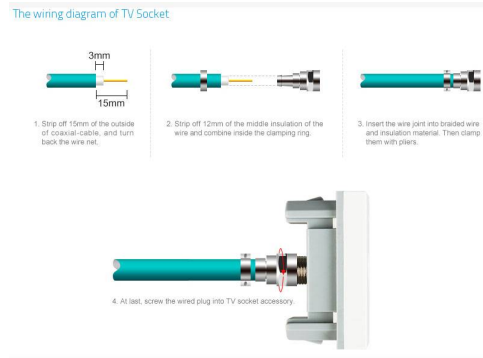 The wiring diagram of TV Socket
3mm
15mm
1. Strip off 15mm of the outside
of coaxial-cable, and turn
back the wire net.
2. Strip off 12mm of the middle insulation of the
wire and combine inside the clamping ring.
3. Insert the wire joint into braided wire
and insulation material. Then clamp
them with pliers.
4. At last, screw the wired plug into TV socket accessory.